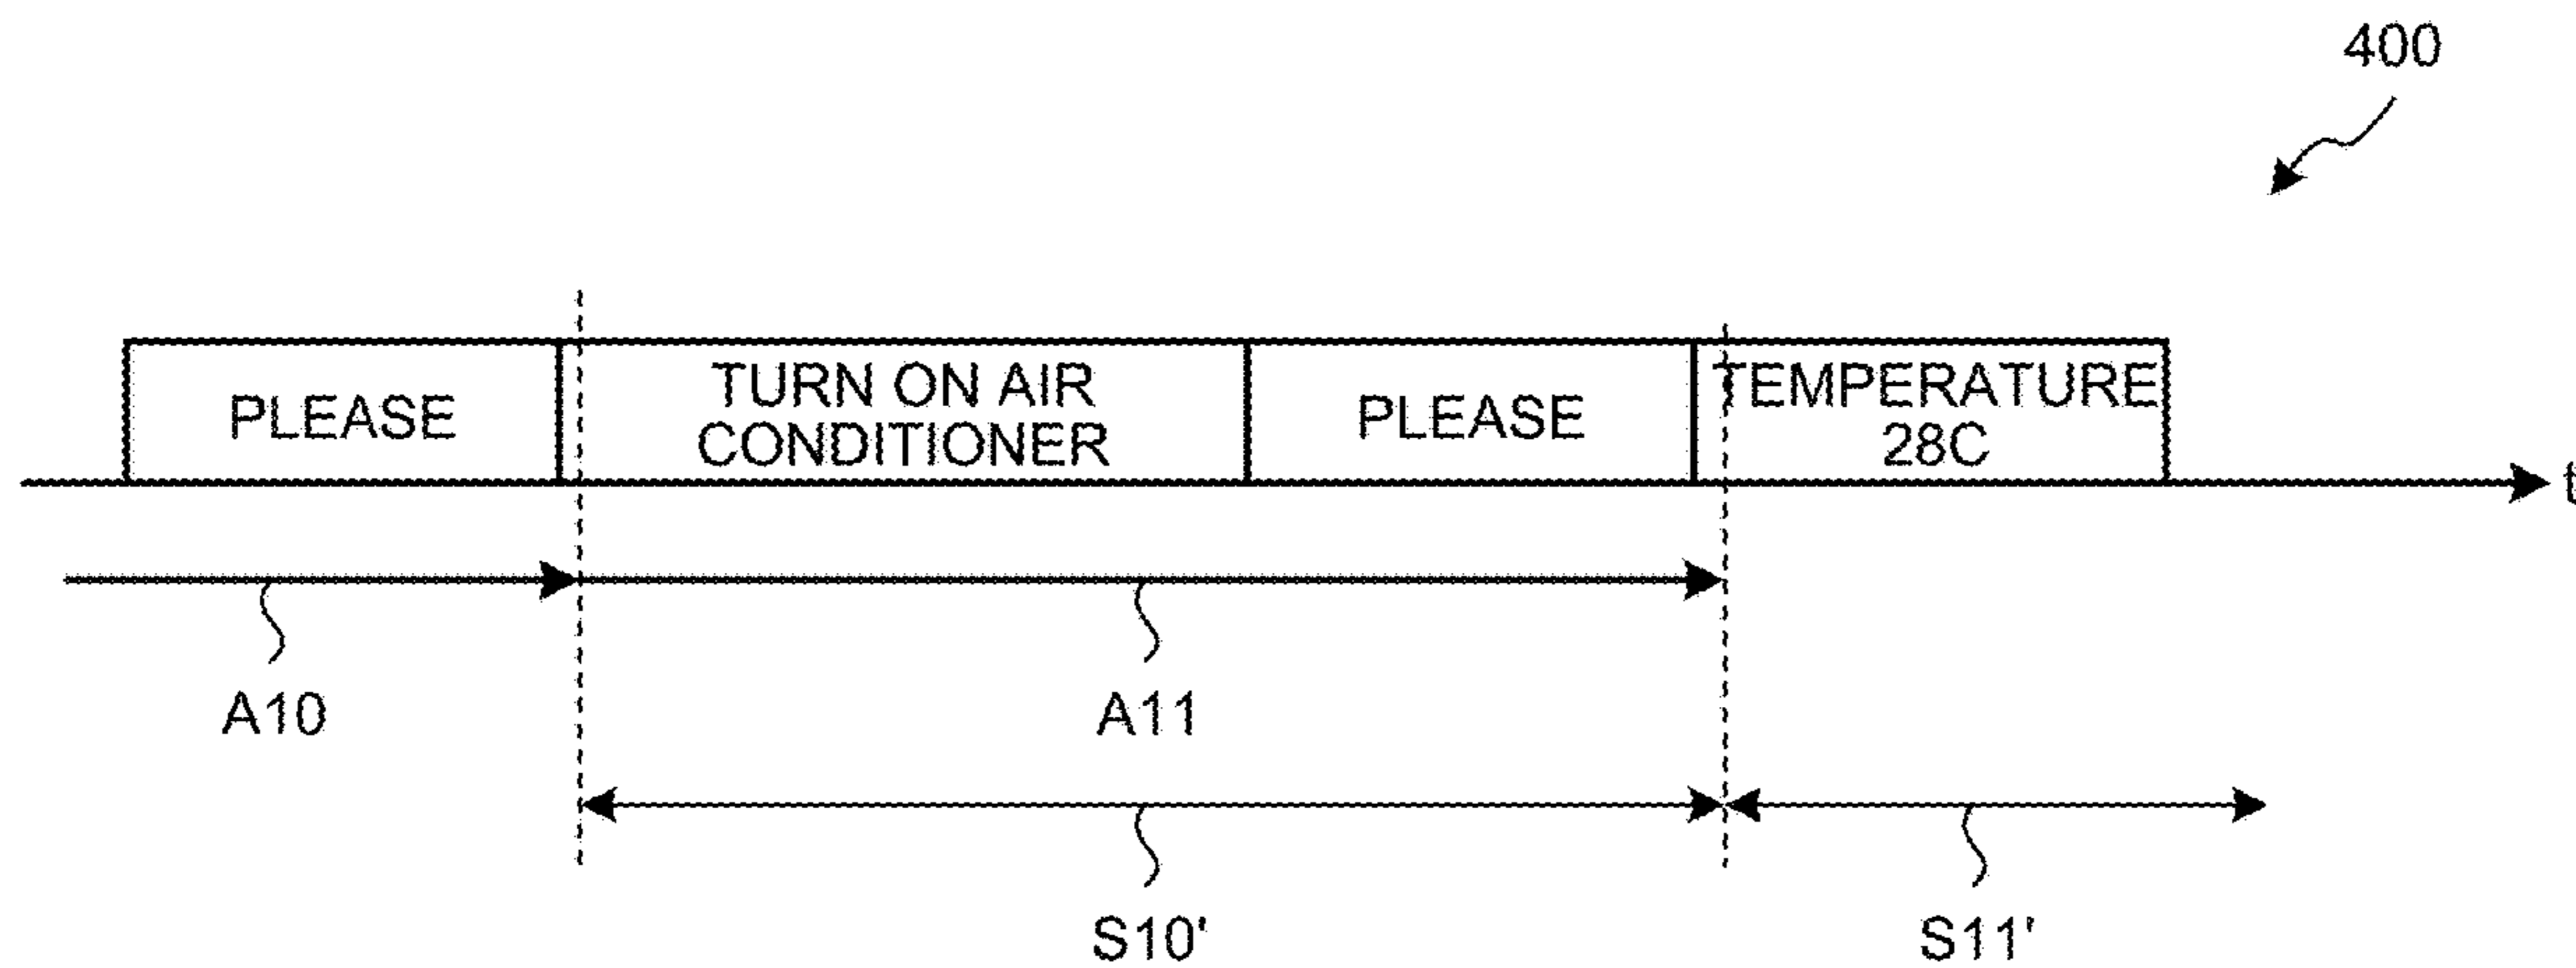 400
PLEASE
TURN ON AIR
CONDITIONER
PLEASE
TEMPERATURE
28C
t
A10
A11
S10'
S11'